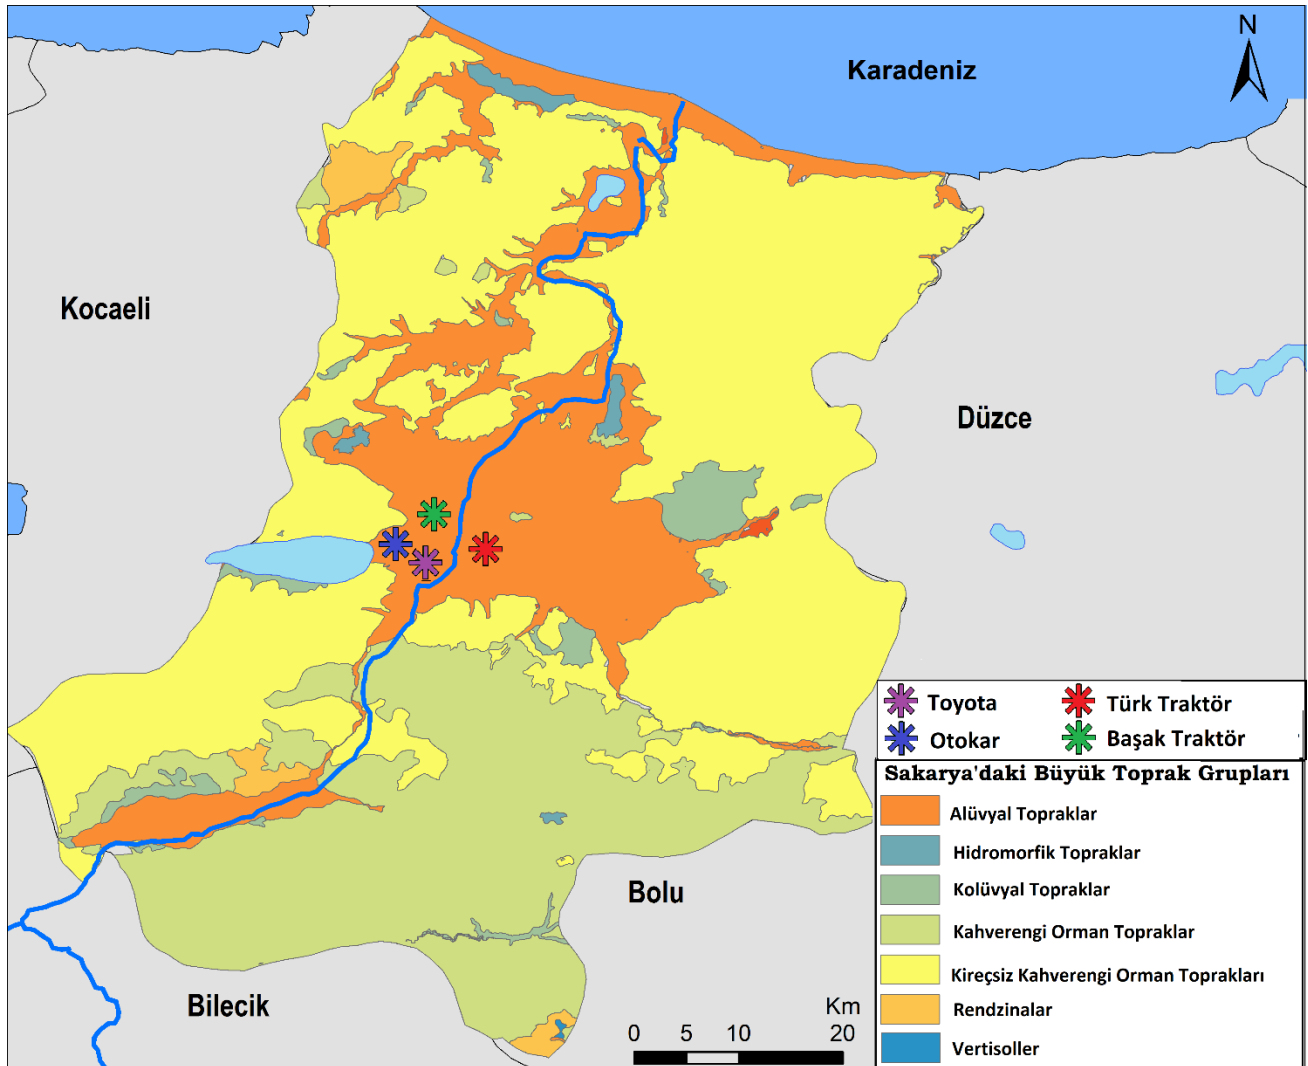 N
Karadeniz
Kocaeli
Düzce
Toyota
Türk Traktör
Otokar
Başak Traktör
Sakarya'daki Büyük Toprak Grupları
Alüvyal Topraklar
Hidromorfik Topraklar
Kolüvyal Topraklar
Kahverengi Orman Topraklar
Kireçsiz Kahverengi Orman Toprakları
Rendzinalar
Vertisoller
Bolu
Bilecik
Km
0 5 10 20